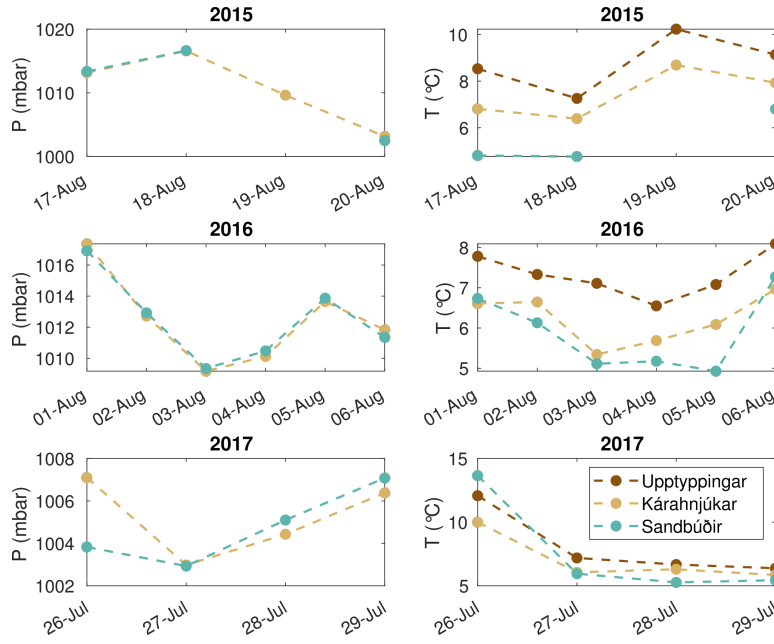 2015
1020
1010
1000
P (mbar)
17-Aug
18-Aug
19-Aug
20-Aug
2015
10
8
6
T (°C)
17-Aug
18-Aug
19-Aug
20-Aug
2016
1016
1014
1012
1010
P (mbar)
01-Aug
02-Aug
03-Aug
04-Aug
05-Aug
06-Aug
2016
8
7
6
5
T (°C)
01-Aug
02-Aug
03-Aug
04-Aug
05-Aug
06-Aug
2017
1008
1006
1004
1002
P (mbar)
26-Jul
27-Jul
28-Jul
29-Jul
2017
15
10
5
T (°C)
Upptyppingar
Kárahnjúkar
Sandbúðir
26-Jul
27-Jul
28-Jul
29-Jul